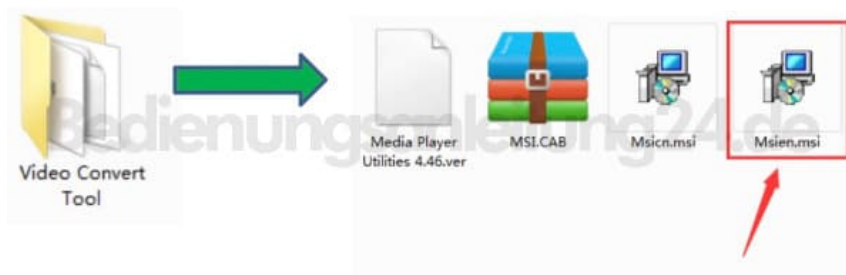 Bedienungsanleitung24.de
Video Convert
Tool
Media Player
Utilities 4.46.ver
MSI.CAB
Msicn.msi
Msien.msi